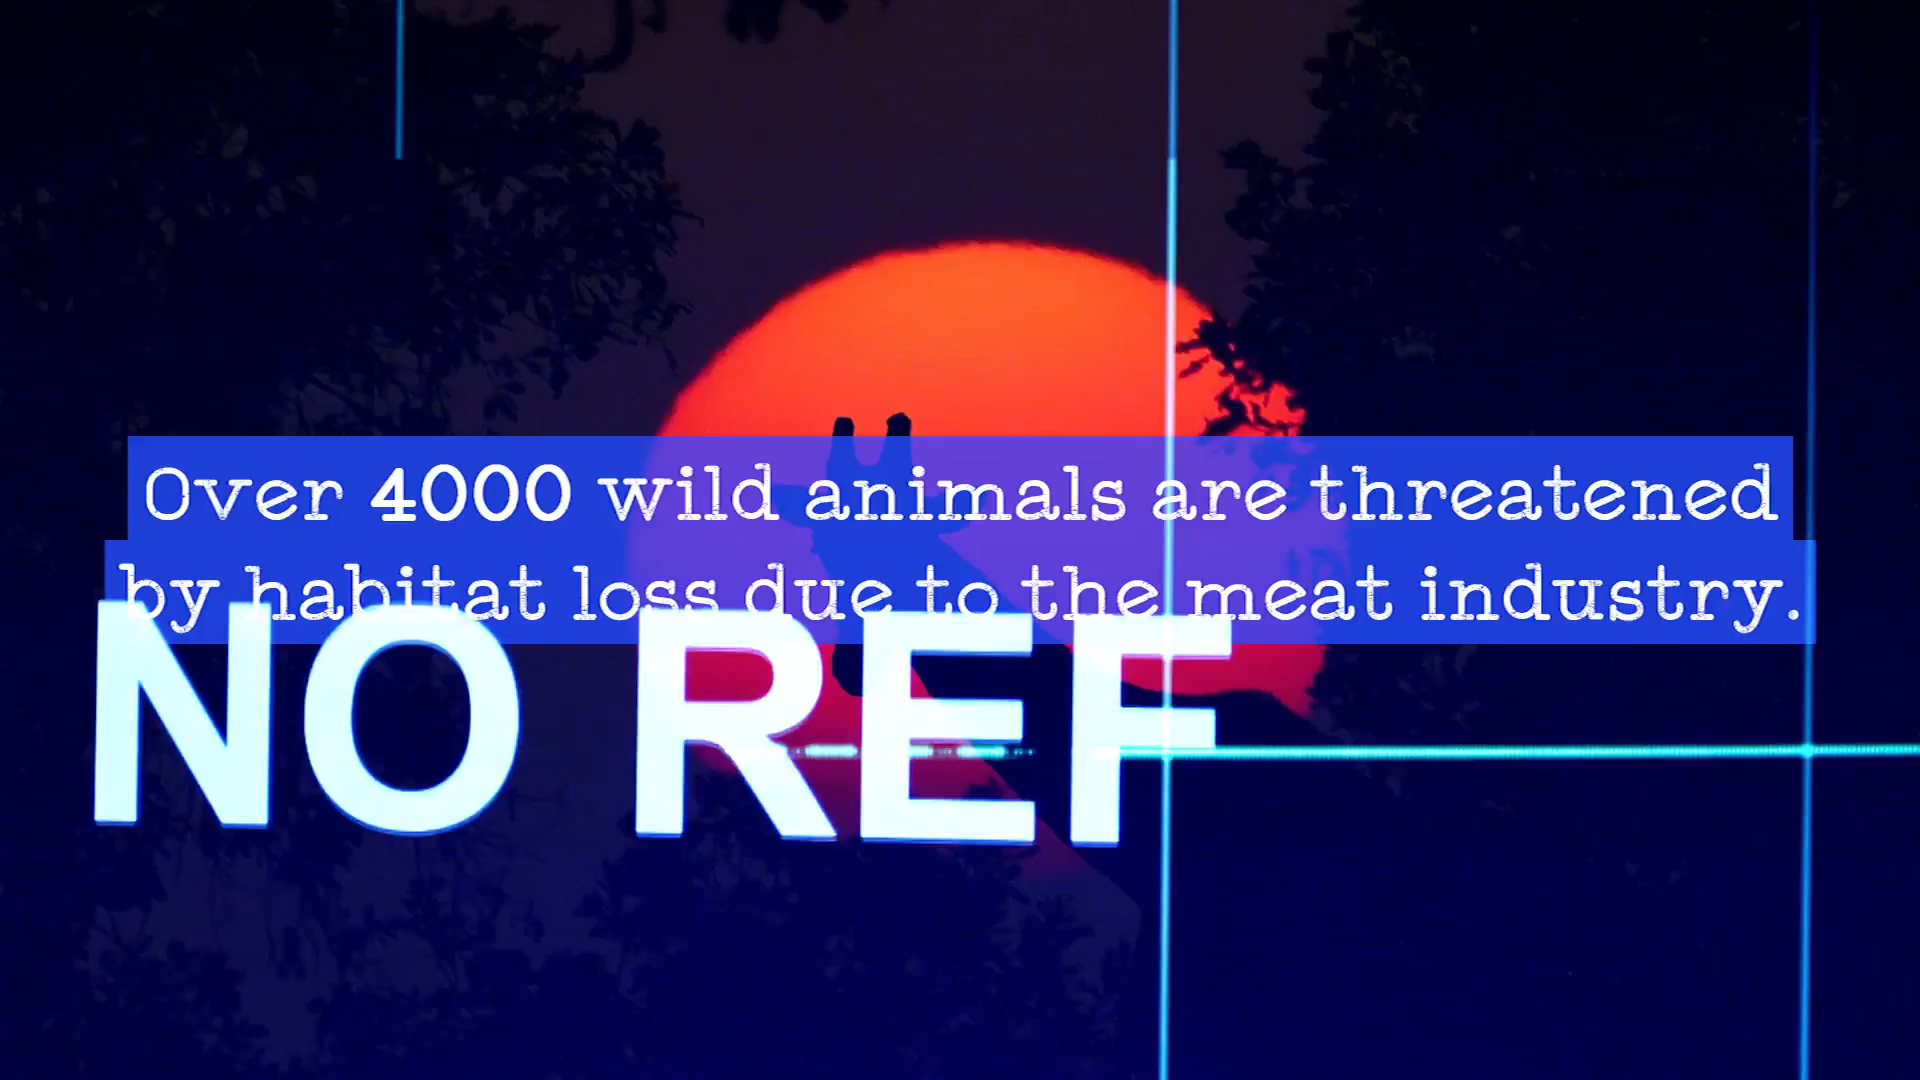 Over 4000 wild animals are threatened
by habitat loss due to the meat industry.
NO REF